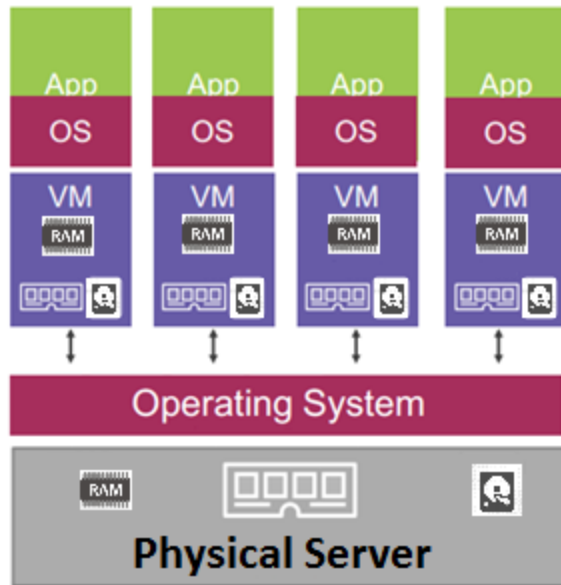 App App App App
OS OS OS OS
VM VM VM VM
RAM RAM RAM RAM
Operating System
RAM
Physical Server